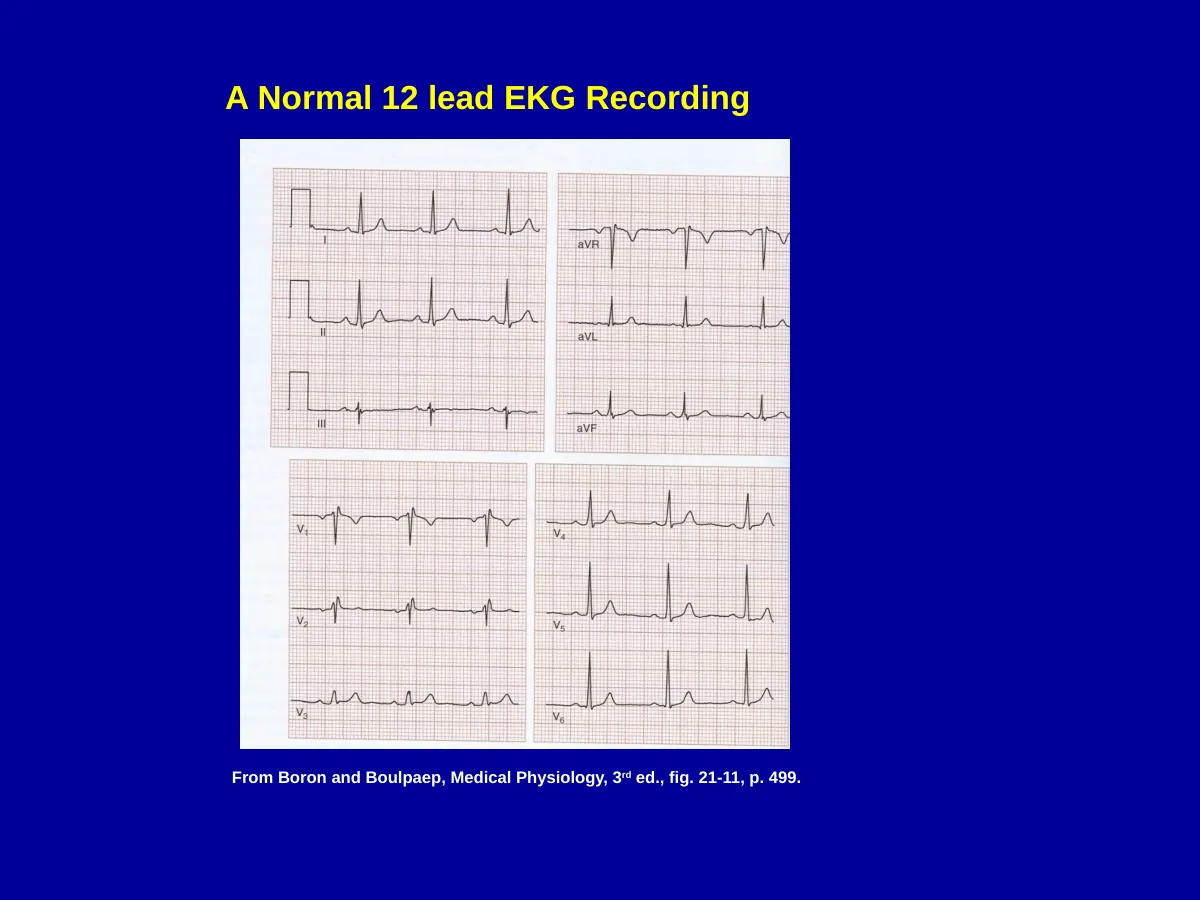 A Normal 12 lead EKG Recording
I
aVR
II
aVL
III
aVF
V1
V4
V2
V5
V3
V6
From Boron and Boulpaep, Medical Physiology, 3rd ed., fig. 21-11, p. 499.